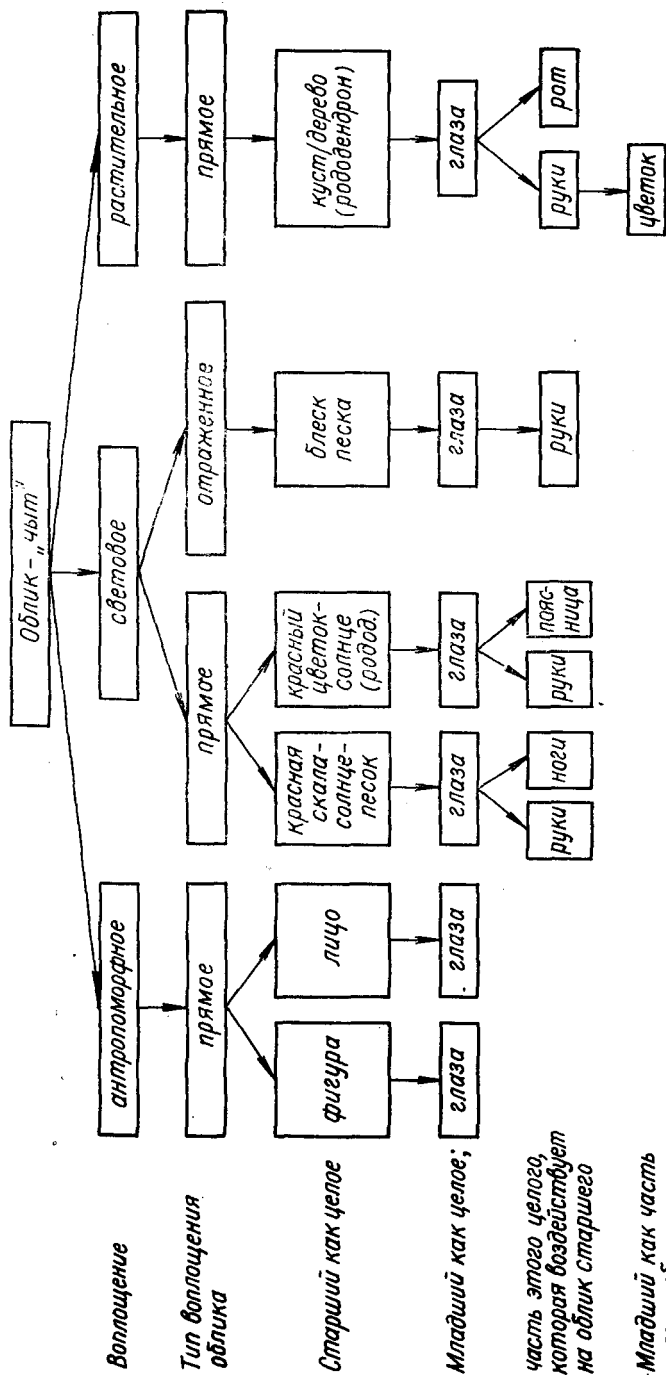 Облик – „чыт"
Воплощение
антропоморфное
световое
растительное
Тип воплощения
облика
прямое
прямое
отраженное
прямое
Старший как целое
фигура
лицо
красная
скала-
солнце-
песок
красный
цветок-
солнце
(родод.)
блеск
песка
куст/дерево
(рододендрон)
Младший как целое;
глаза
глаза
глаза
глаза
глаза
глаза
часть этого целого,
которая воздействует
на облик старшего
руки
ноги
руки
пояс-
ница
руки
руки
рот
Младший как часть
цветок